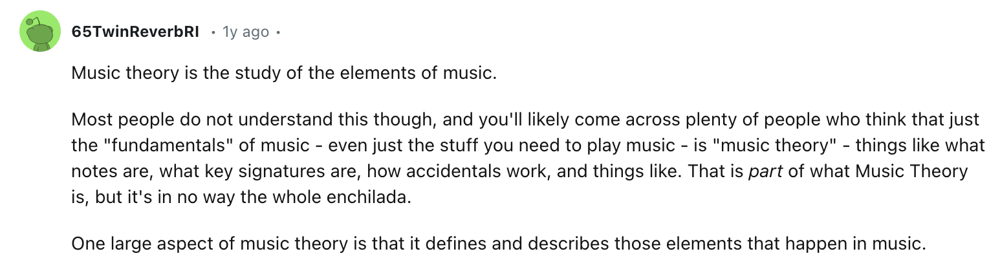 65TwinReverbRI • 1y ago •
Music theory is the study of the elements of music.
Most people do not understand this though, and you'll likely come across plenty of people who think that just
the "fundamentals" of music - even just the stuff you need to play music - is "music theory" - things like what
notes are, what key signatures are, how accidentals work, and things like. That is part of what Music Theory
is, but it's in no way the whole enchilada.
One large aspect of music theory is that it defines and describes those elements that happen in music.